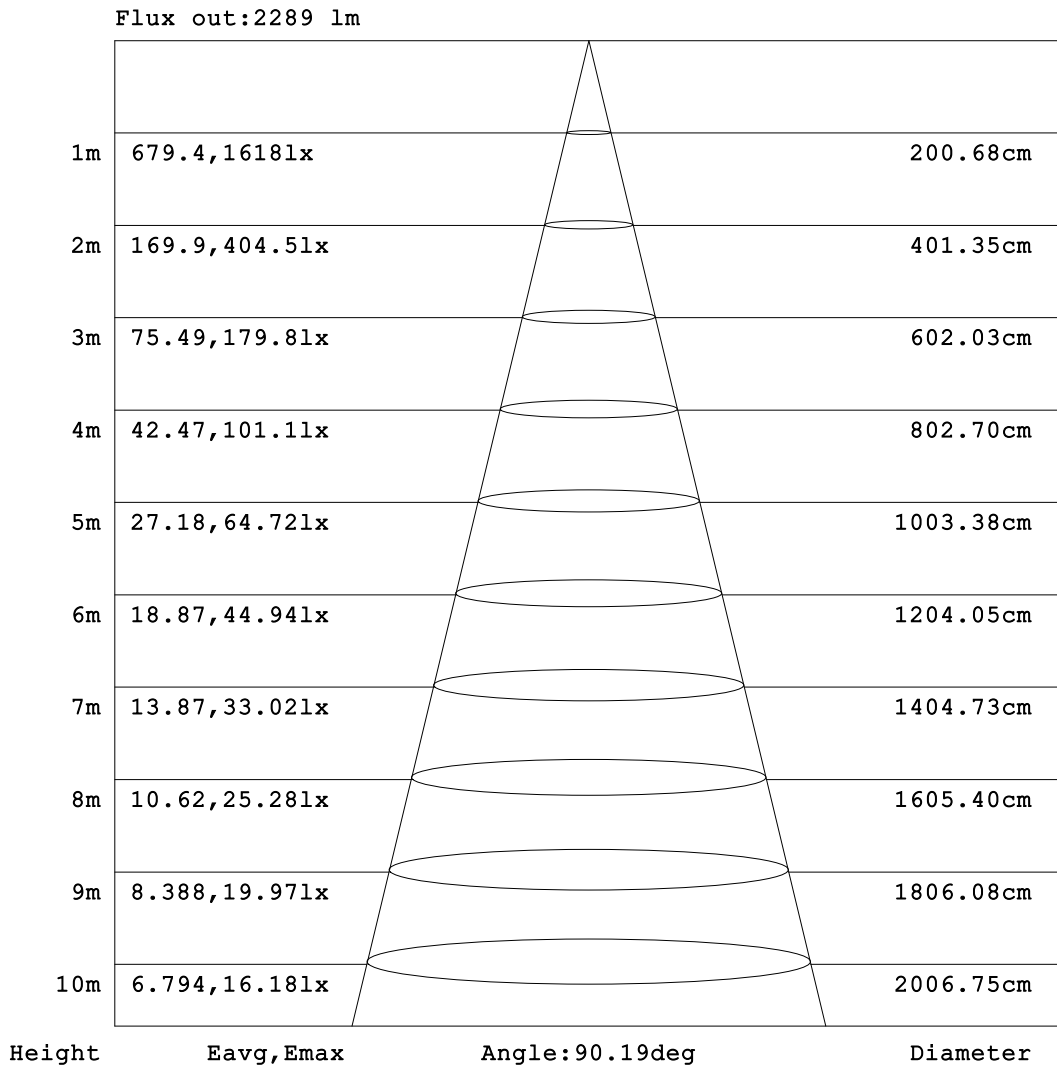 Flux out:2289 lm
1m 679.4,1618lx 200.68cm
2m 169.9,404.5lx 401.35cm
3m 75.49,179.8lx 602.03cm
4m 42.47,101.1lx 802.70cm
5m 27.18,64.72lx 1003.38cm
6m 18.87,44.94lx 1204.05cm
7m 13.87,33.02lx 1404.73cm
8m 10.62,25.28lx 1605.40cm
9m 8.388,19.97lx 1806.08cm
10m 6.794,16.18lx 2006.75cm
Height Eavg,Emax Angle:90.19deg Diameter